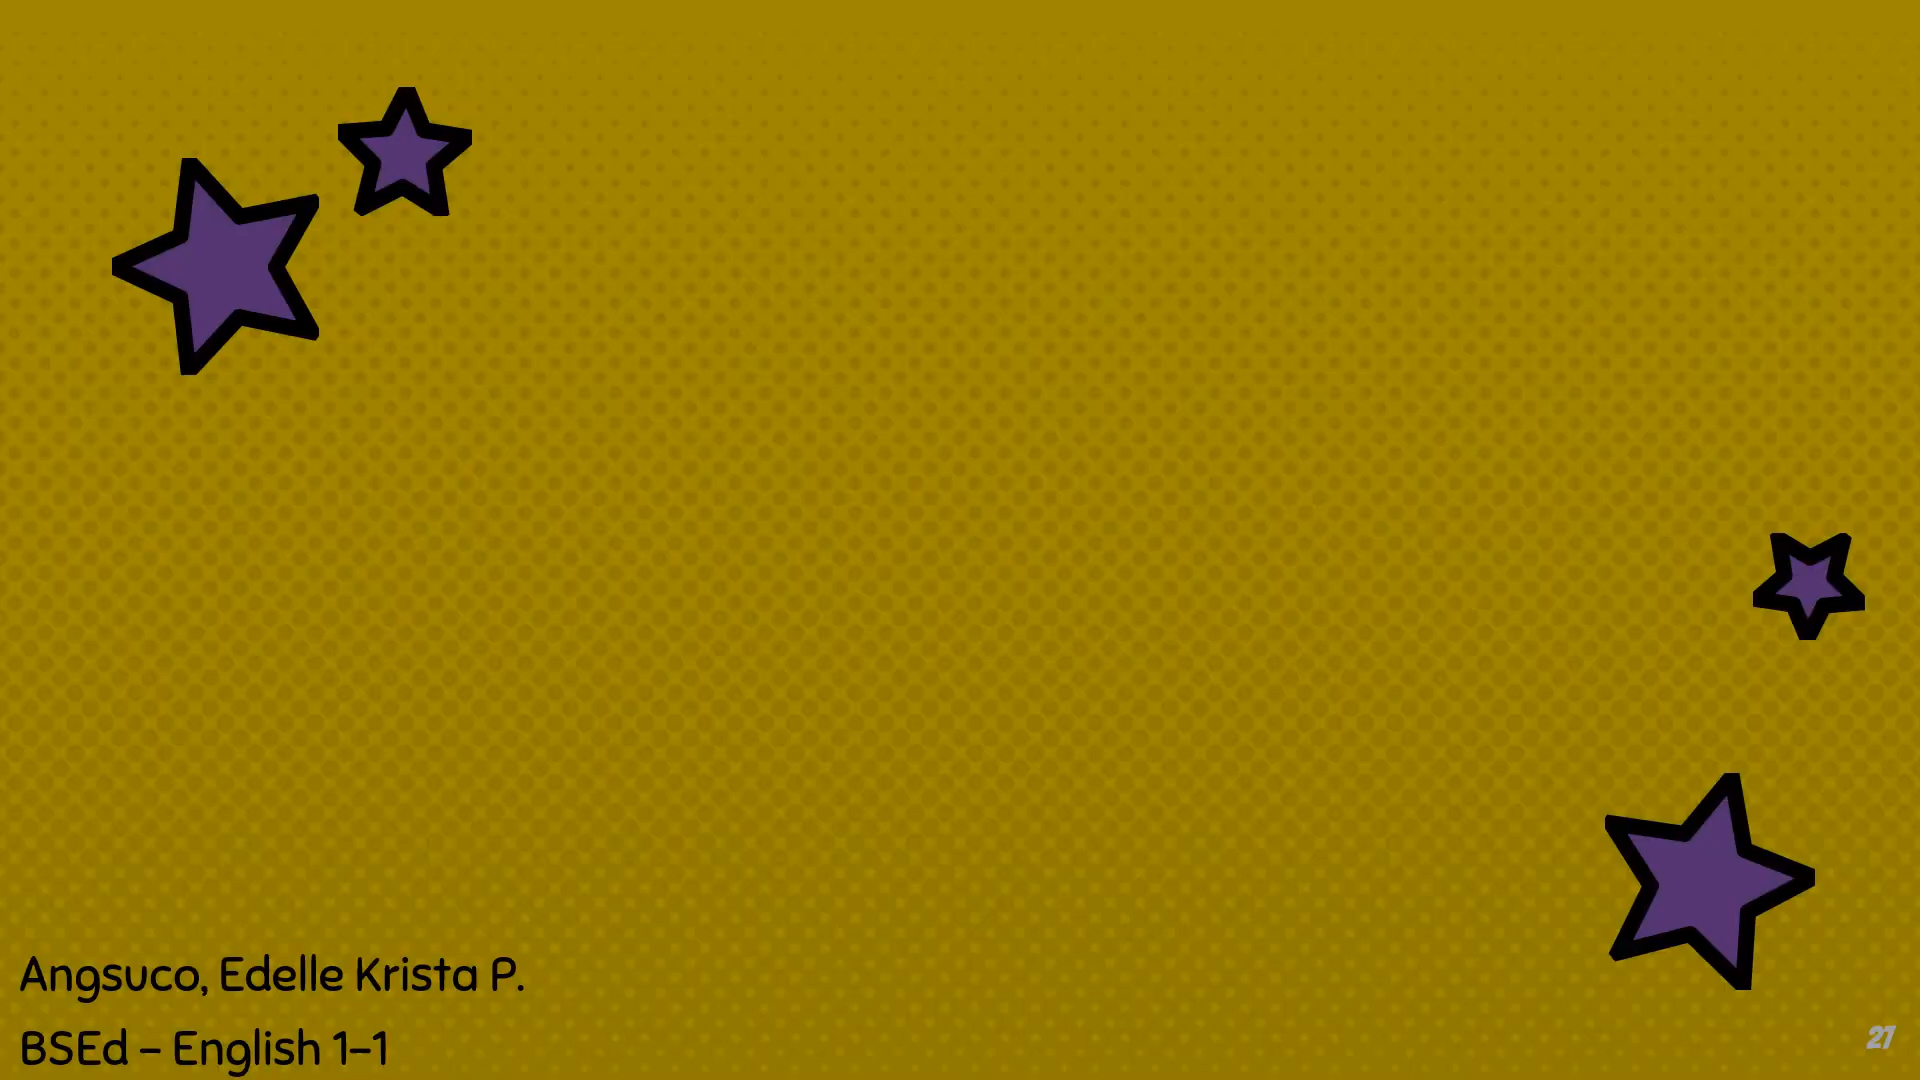 Angsuco, Edelle Krista P.
BSEd – English 1–1
27